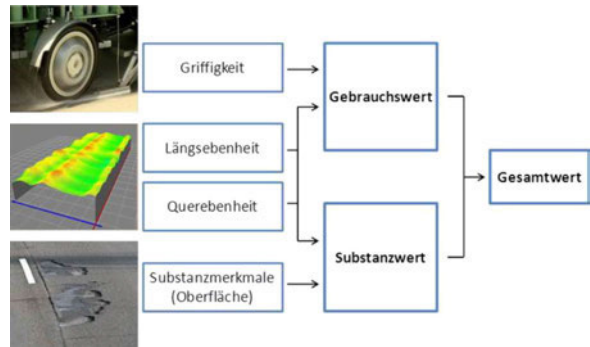 Griffigkeit
Längsebenheit
Querebenheit
Substanzmerkmale
(Oberfläche)
Gebrauchswert
Substanzwert
Gesamtwert